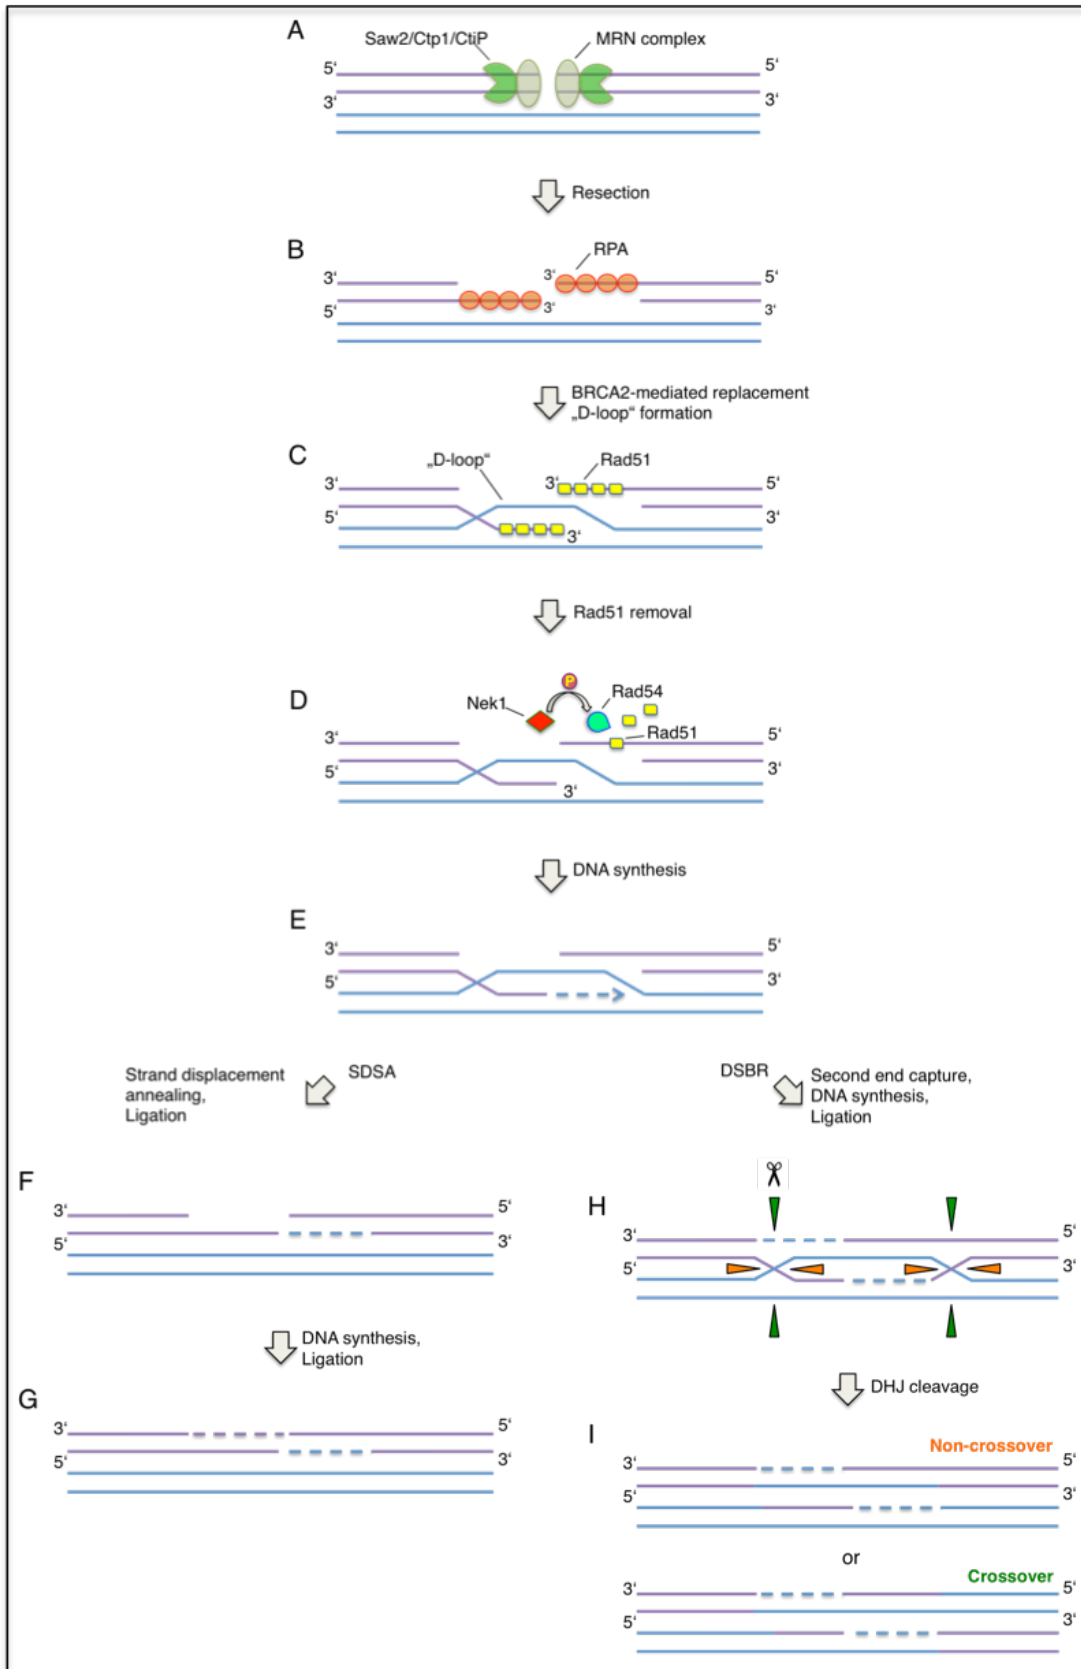 A
Saw2/Ctp1/CtiP
MRN complex
5‘
5‘
3‘
3‘
Resection
B
RPA
3‘
3‘
5‘
5‘
3‘
3‘
BRCA2-mediated replacement
„D-loop“ formation
C
„D-loop“
Rad51
3‘
3‘
5‘
5‘
3‘
3‘
Rad51 removal
D
P
Nek1
Rad54
Rad51
3‘
5‘
5‘
3‘
3‘
DNA synthesis
E
3‘
5‘
5‘
3‘
Strand displacement
annealing,
Ligation
SDSA
DSBR
Second end capture,
DNA synthesis,
Ligation
F
3‘
5‘
5‘
3‘
DNA synthesis,
Ligation
G
3‘
5‘
5‘
3‘
H
3‘
5‘
5‘
3‘
DHJ cleavage
I
Non-crossover
3‘
5‘
5‘
3‘
or
Crossover
3‘
5‘
5‘
3‘